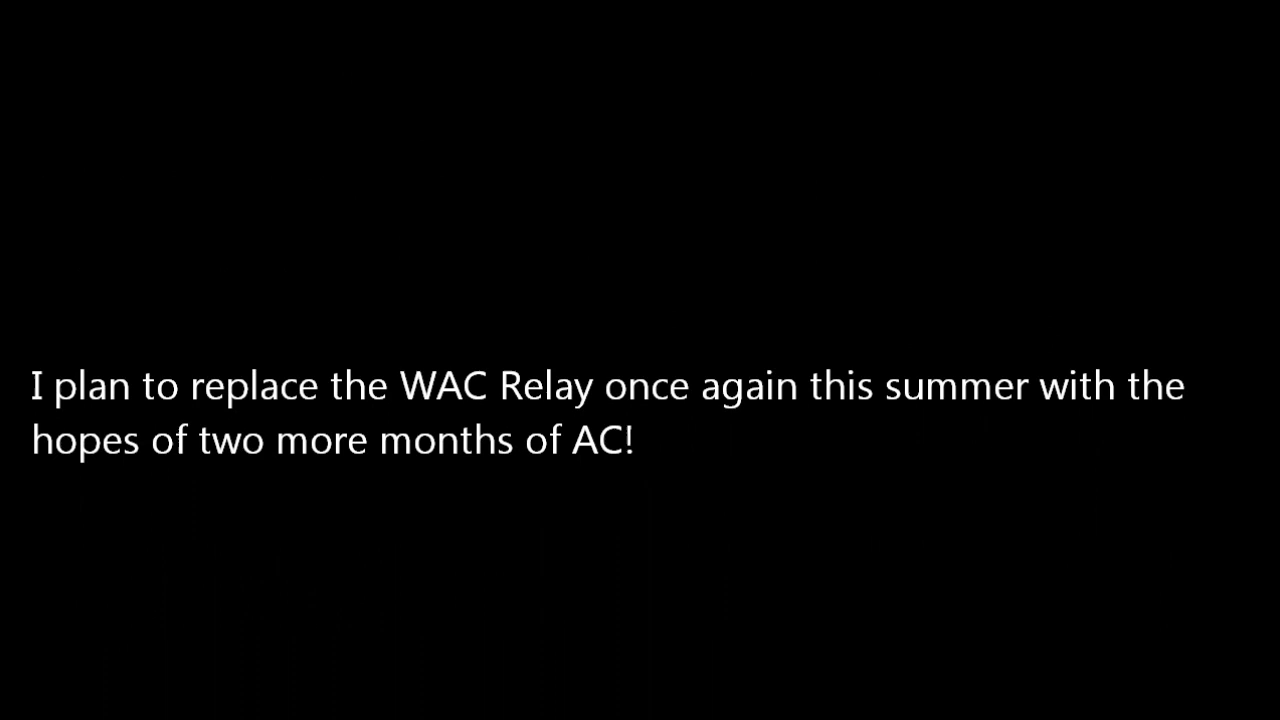 I plan to replace the WAC Relay once again this summer with the
hopes of two more months of AC!